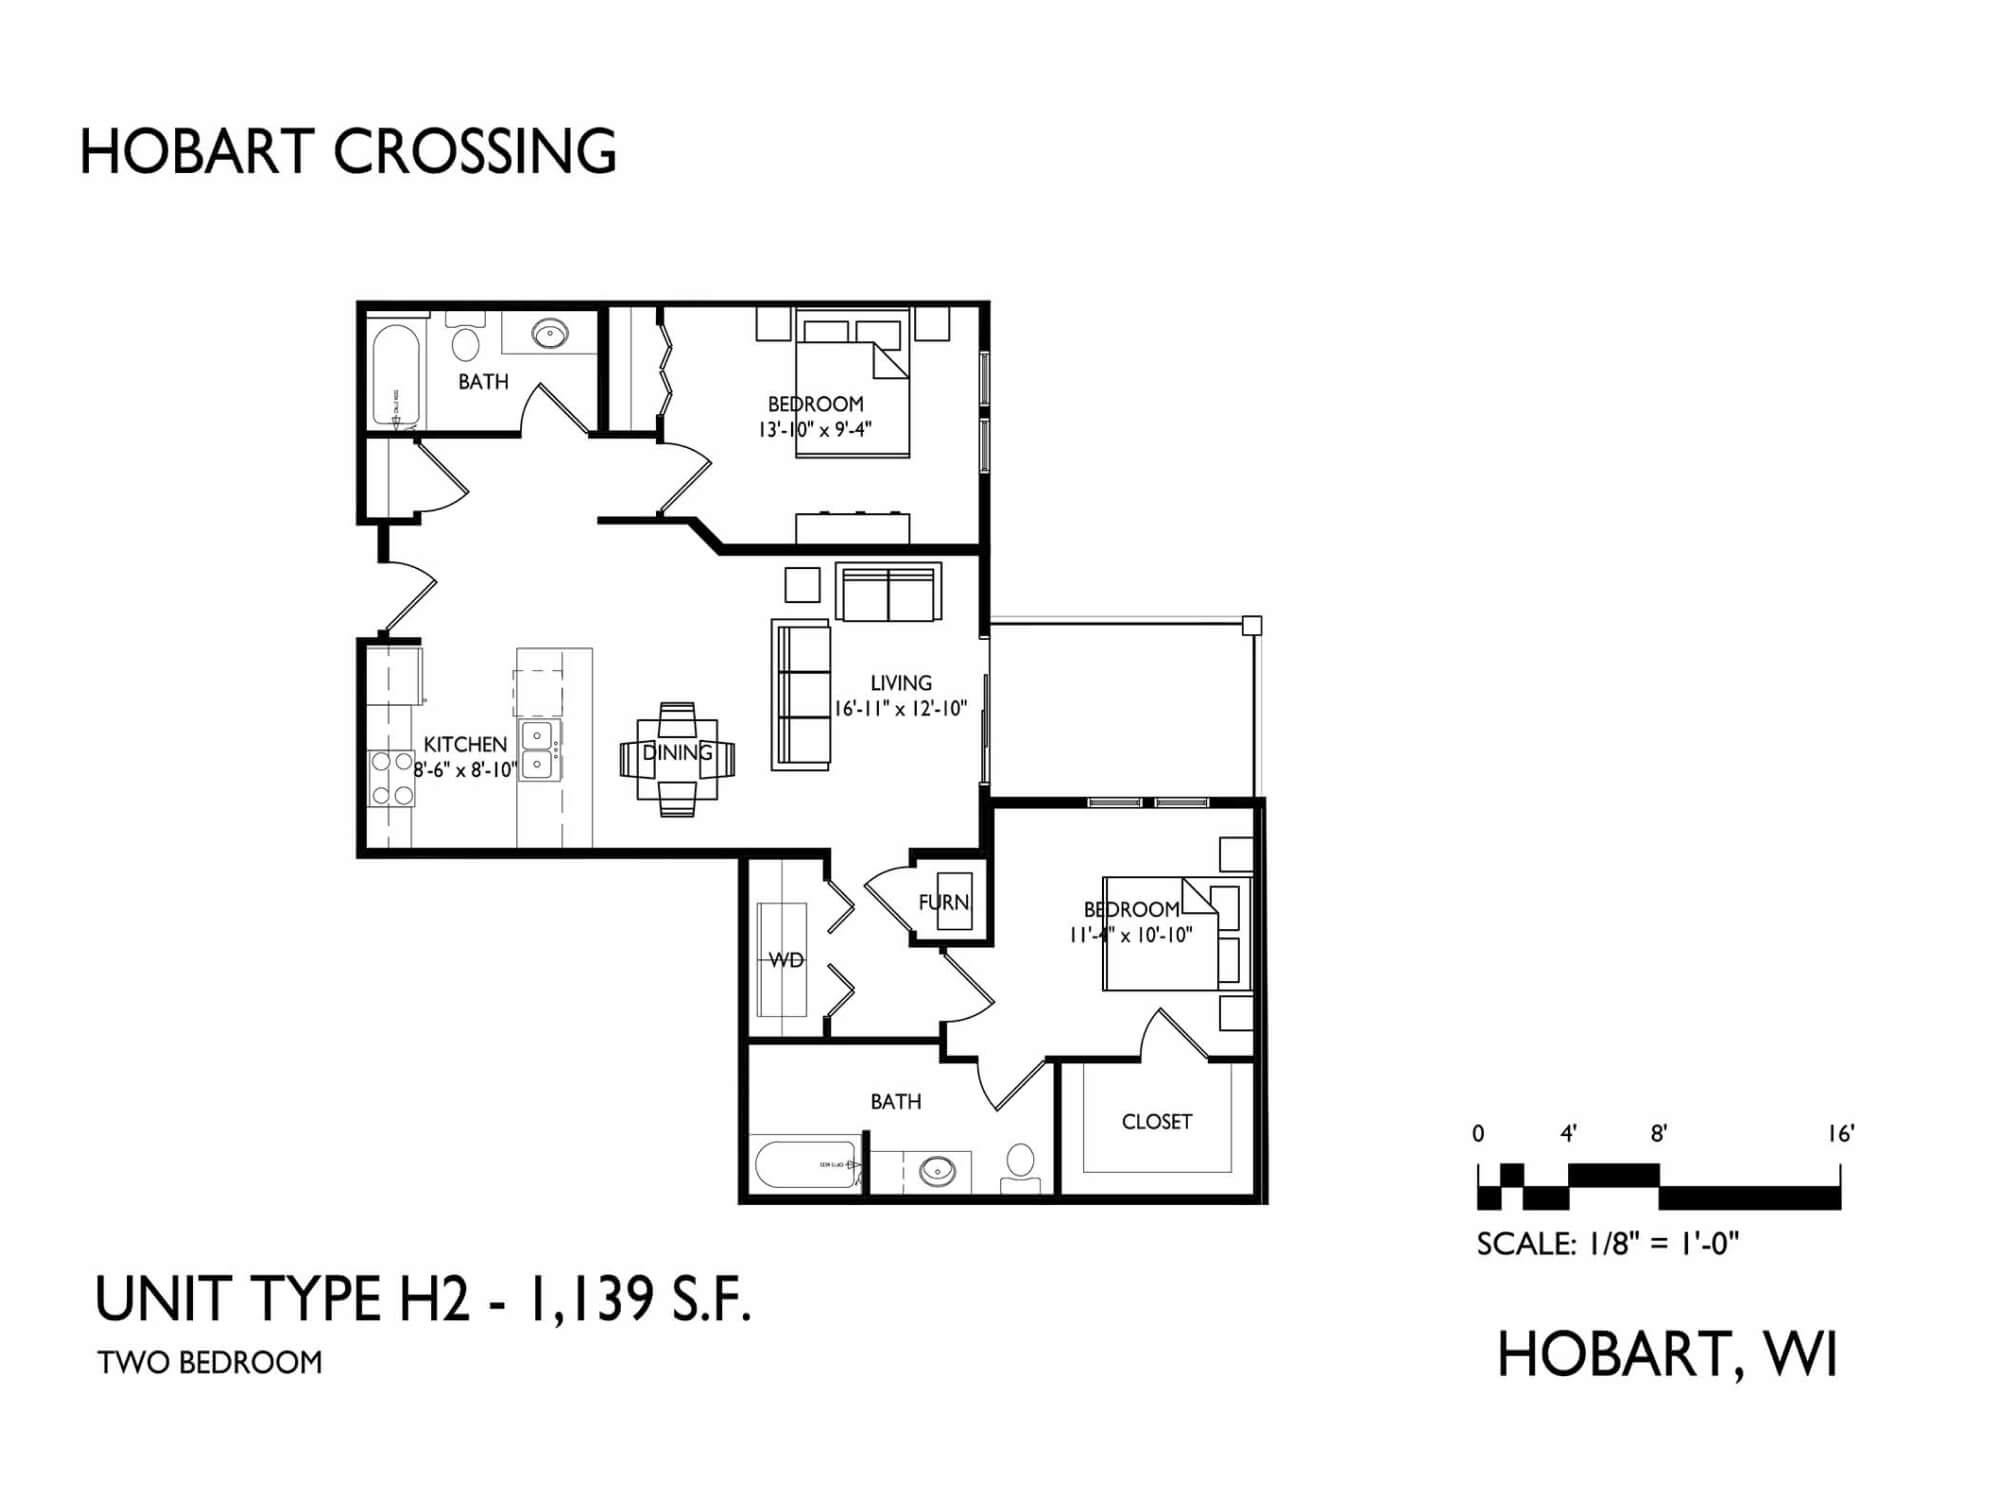 HOBART CROSSING
BATH
BEDROOM
13'-10" x 9'-4"
LIVING
16'-11" x 12'-10"
KITCHEN
8'-6" x 8'-10"
DINING
FURN.
BEDROOM
11'-4" x 10'-10"
WD
BATH
CLOSET
0 4' 8' 16'
SCALE: 1/8" = 1'-0"
UNIT TYPE H2 - 1,139 S.F.
TWO BEDROOM
HOBART, WI